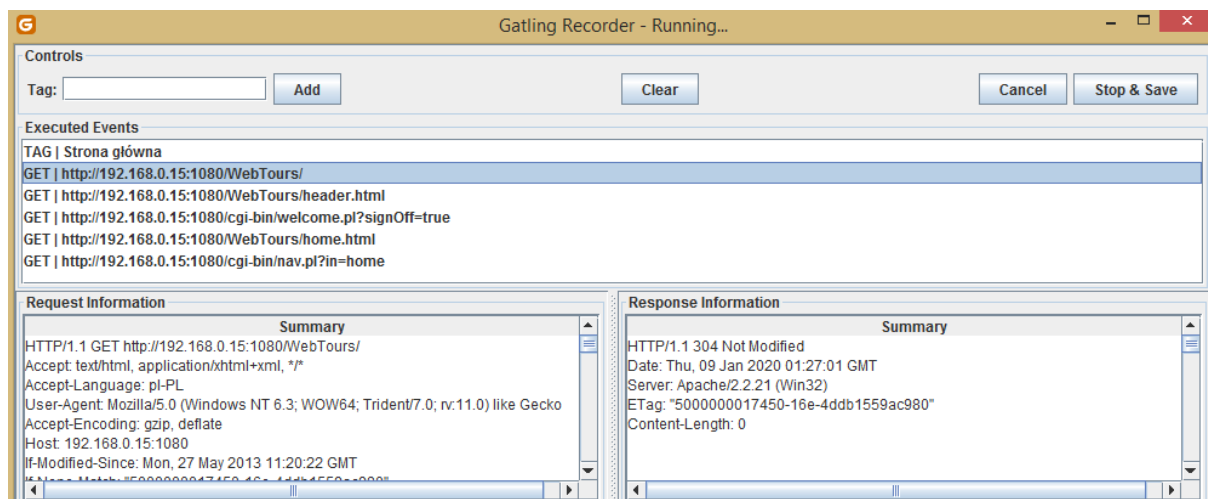 G
Gatling Recorder - Running...
Controls
Tag: Add Clear Cancel Stop & Save
Executed Events
TAG | Strona główna
GET | http://192.168.0.15:1080/WebTours/
GET | http://192.168.0.15:1080/WebTours/header.html
GET | http://192.168.0.15:1080/cgi-bin/welcome.pl?signOff=true
GET | http://192.168.0.15:1080/WebTours/home.html
GET | http://192.168.0.15:1080/cgi-bin/nav.pl?in=home
Request Information
Summary
HTTP/1.1 GET http://192.168.0.15:1080/WebTours/
Accept: text/html, application/xhtml+xml, */*
Accept-Language: pl-PL
User-Agent: Mozilla/5.0 (Windows NT 6.3; WOW64; Trident/7.0; rv:11.0) like Gecko
Accept-Encoding: gzip, deflate
Host: 192.168.0.15:1080
If-Modified-Since: Mon, 27 May 2013 11:20:22 GMT
If-None-Match: "5000000017450-16e-4ddb1559ac980"
Response Information
Summary
HTTP/1.1 304 Not Modified
Date: Thu, 09 Jan 2020 01:27:01 GMT
Server: Apache/2.2.21 (Win32)
ETag: "5000000017450-16e-4ddb1559ac980"
Content-Length: 0